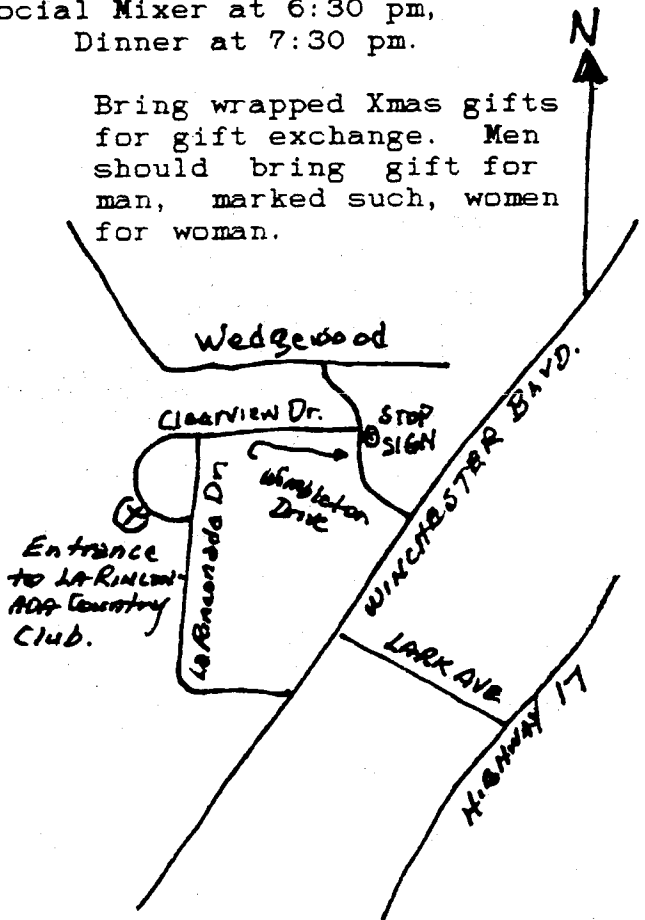 ocial Mixer at 6:30 pm,
Dinner at 7:30 pm.
N
Bring wrapped Xmas gifts
for gift exchange. Men
should bring gift for
man, marked such, women
for woman.
Wedgewood
Clearview Dr.
STOP
SIGN
Wimbleton
Drive
WINCHESTER BLVD.
Entrance
to LA RINCON-
ADA Country
Club.
Dr
LARK AVE
HIGHWAY 17